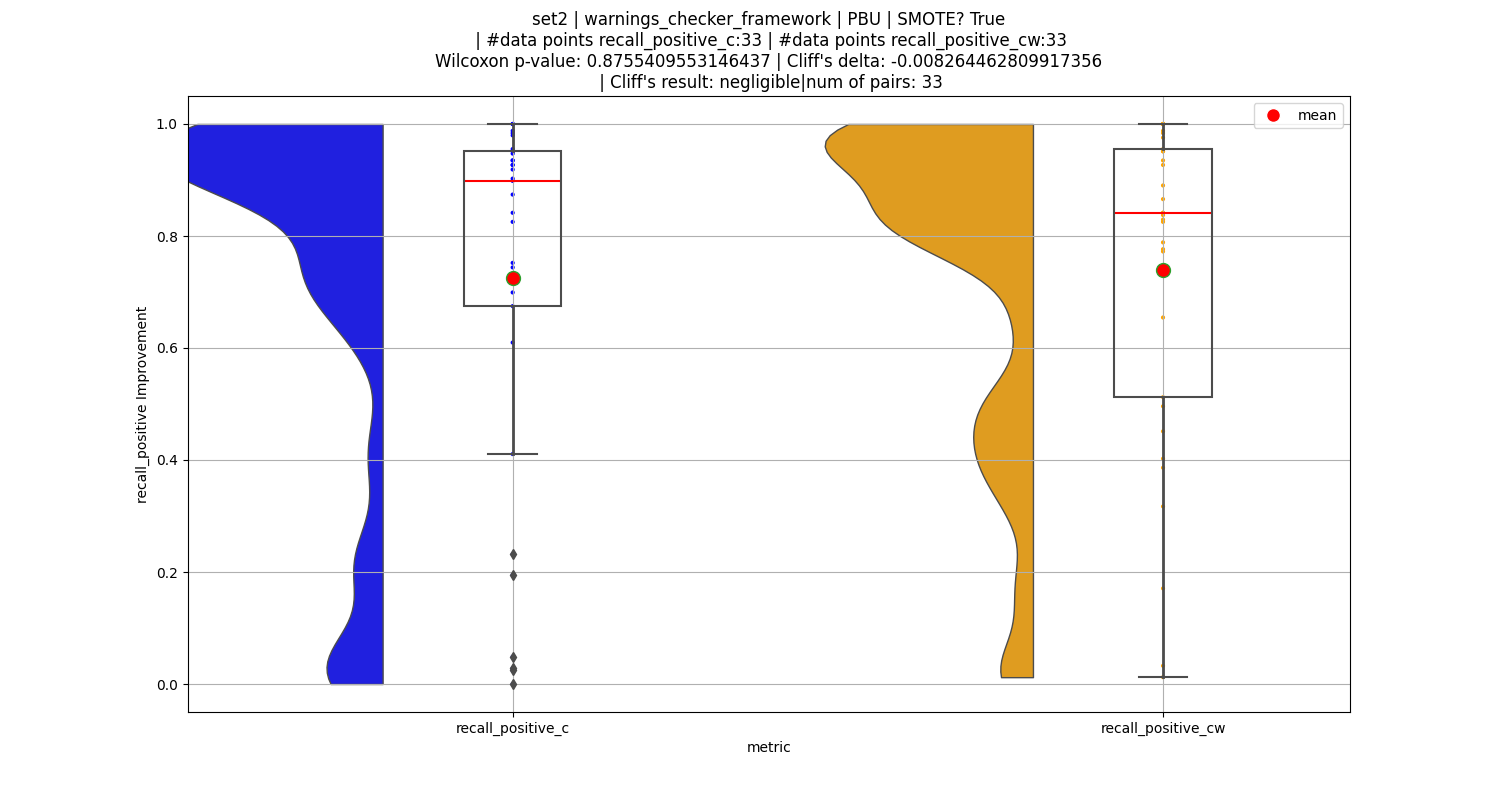 set2 | warnings_checker_framework | PBU | SMOTE? True
| #data points recall_positive_c:33 | #data points recall_positive_cw:33
Wilcoxon p-value: 0.8755409553146437 | Cliff's delta: -0.008264462809917356
| Cliff's result: negligible|num of pairs: 33
mean
1.0
0.8
0.6
0.4
0.2
0.0
recall_positive Improvement
recall_positive_c
recall_positive_cw
metric